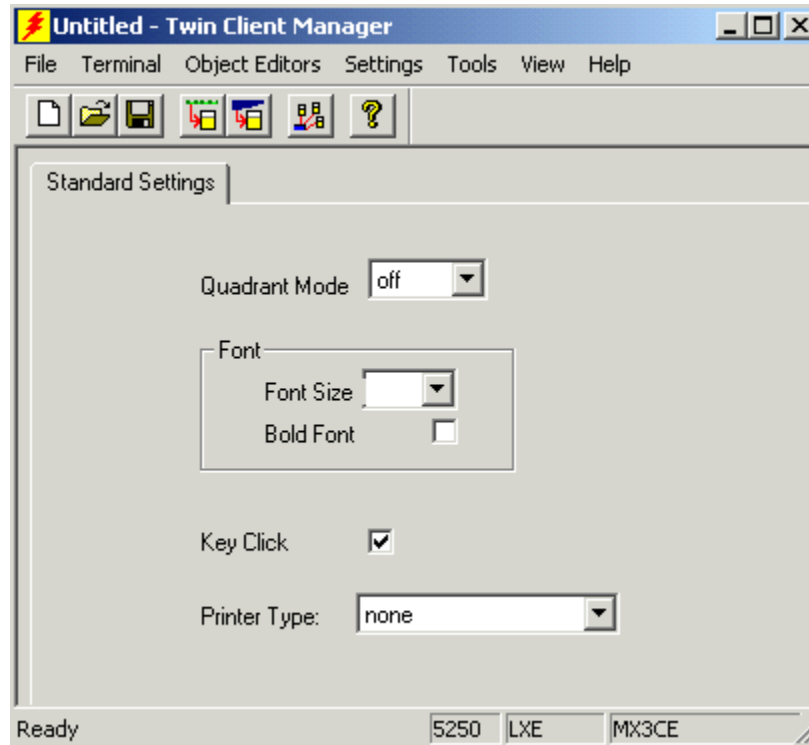 Untitled - Twin Client Manager
File Terminal Object Editors Settings Tools View Help
Standard Settings
Quadrant Mode off
Font
Font Size
Bold Font
Key Click
Printer Type: none
Ready 5250 LXE MX3CE